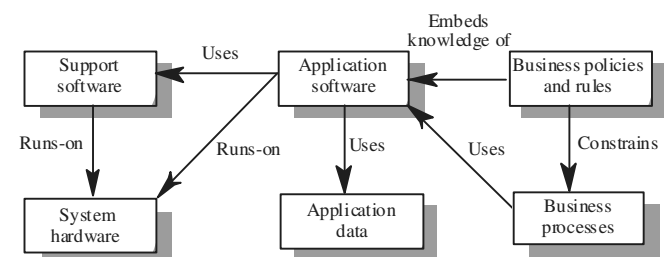 Embeds
knowledge of
Uses
Support
software
Application
software
Business policies
and rules
Runs-on
Runs-on
Uses
Uses
Constrains
System
hardware
Application
data
Business
processes